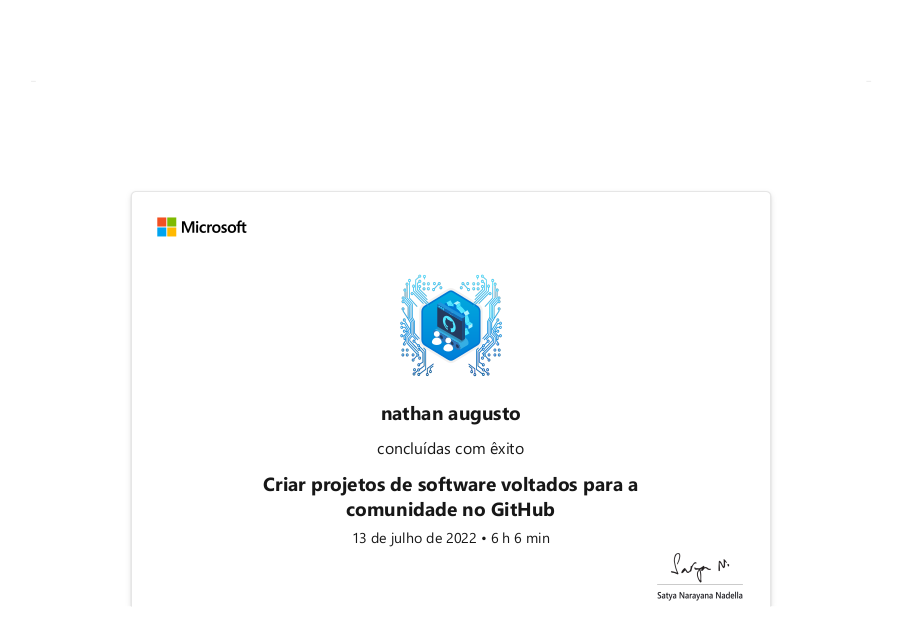 Microsoft
nathan augusto
concluídas com êxito
Criar projetos de software voltados para a
comunidade no GitHub
13 de julho de 2022 • 6 h 6 min
Satya N.
Satya Narayana Nadella